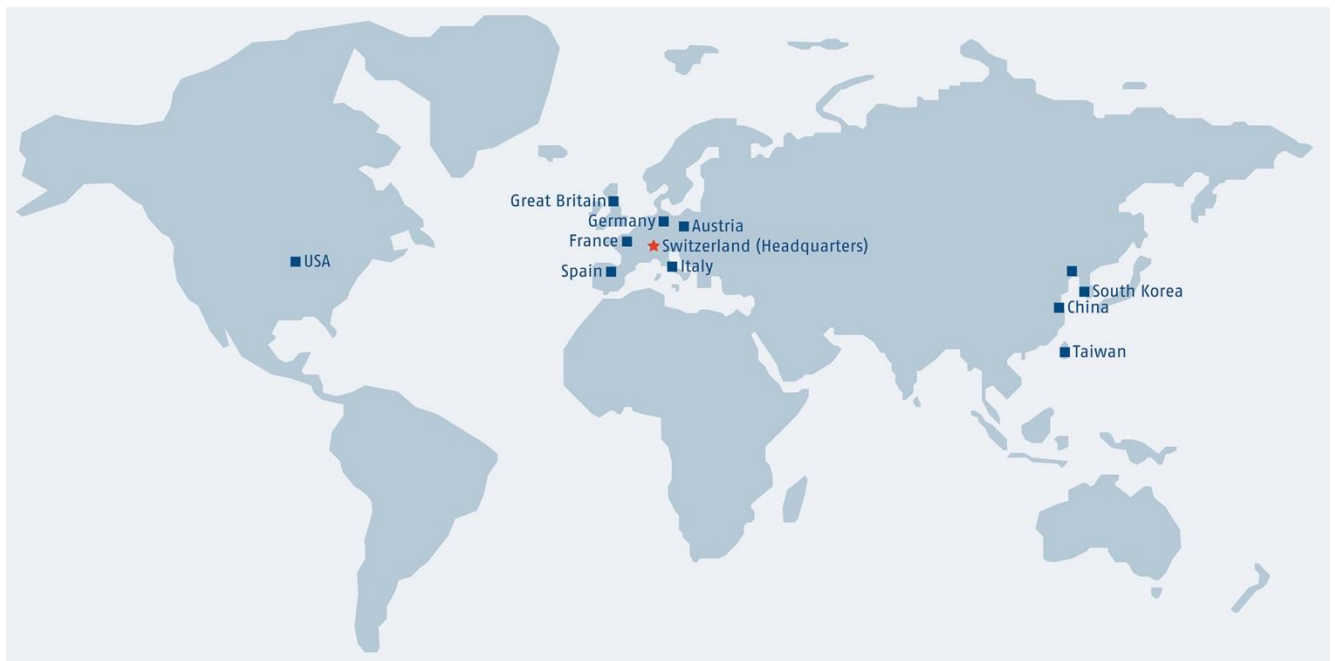 Great Britain
Germany
Austria
France
Switzerland (Headquarters)
USA
Italy
Spain
South Korea
China
Taiwan